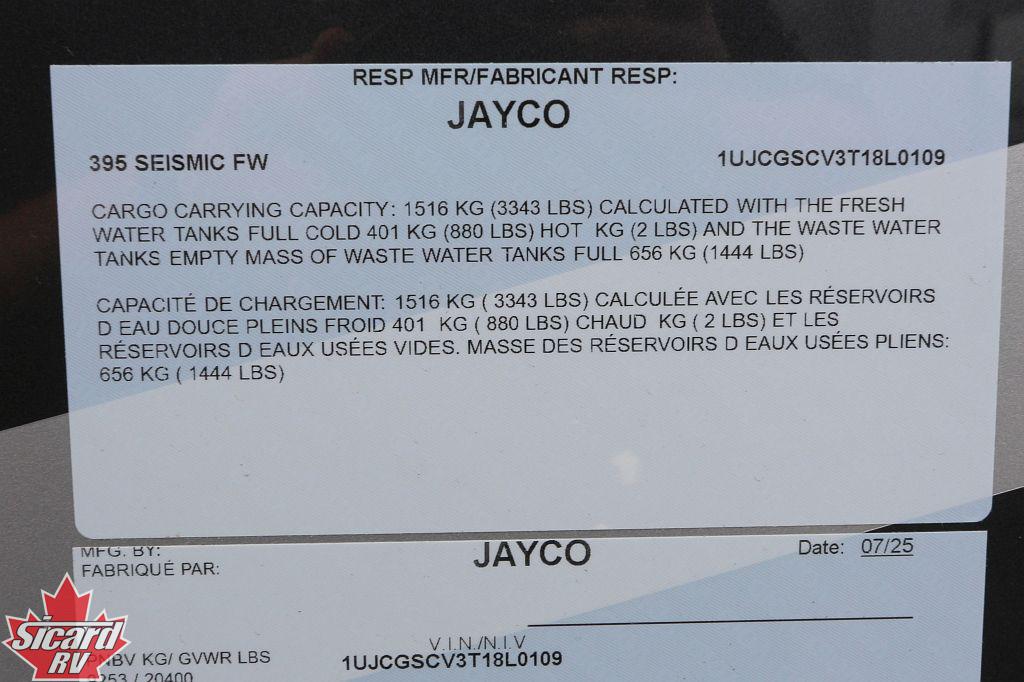 RESP MFR/FABRICANT RESP:
JAYCO
395 SEISMIC FW 1UJCGSCV3T18L0109
CARGO CARRYING CAPACITY: 1516 KG (3343 LBS) CALCULATED WITH THE FRESH
WATER TANKS FULL COLD 401 KG (880 LBS) HOT KG (2 LBS) AND THE WASTE WATER
TANKS EMPTY MASS OF WASTE WATER TANKS FULL 656 KG (1444 LBS)
CAPACITÉ DE CHARGEMENT: 1516 KG ( 3343 LBS) CALCULÉE AVEC LES RÉSERVOIRS
D EAU DOUCE PLEINS FROID 401 KG ( 880 LBS) CHAUD KG ( 2 LBS) ET LES
RÉSERVOIRS D EAUX USÉES VIDES. MASSE DES RÉSERVOIRS D EAUX USÉES PLIENS:
656 KG ( 1444 LBS)
MFG. BY: JAYCO Date: 07/25
FABRIQUÉ PAR:
V.I.N./N.I.V
PNBV KG/ GVWR LBS 1UJCGSCV3T18L0109
9253 / 20400
Sicard
RV